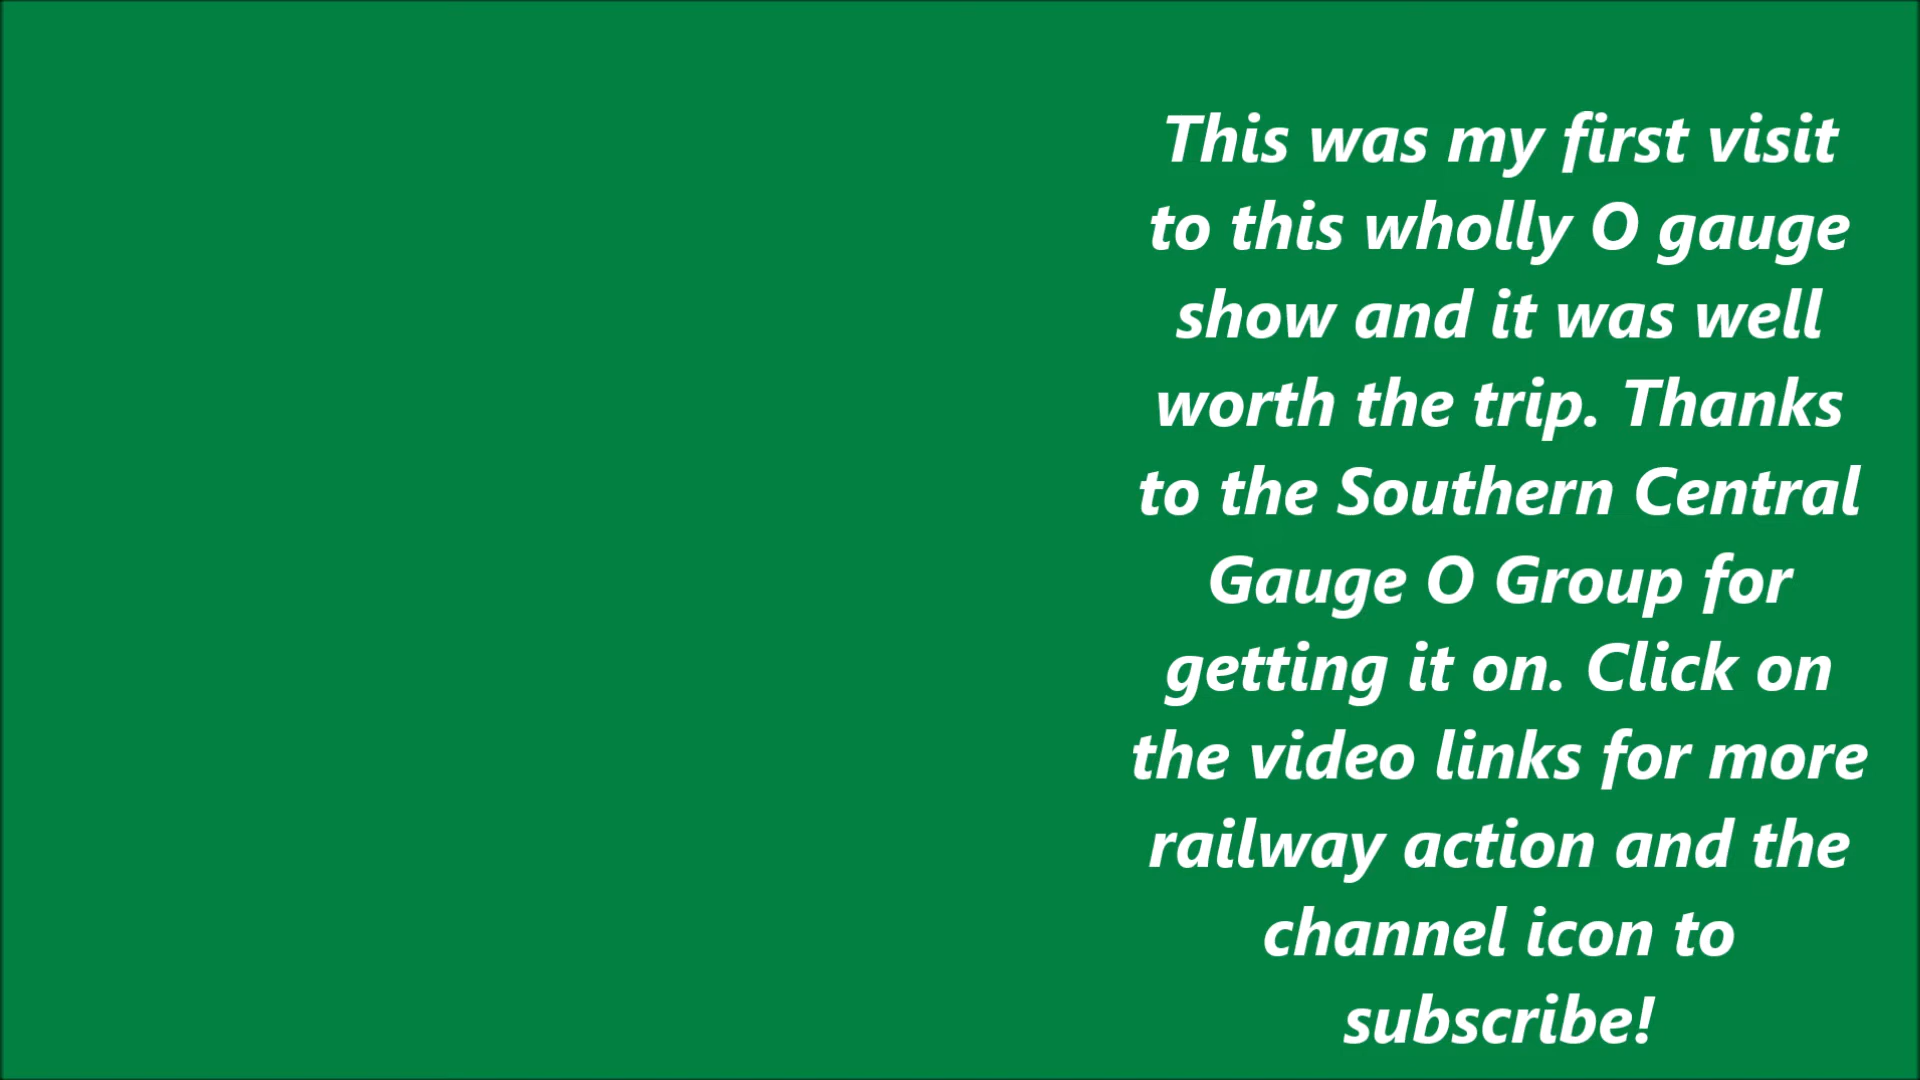 This was my first visit
to this wholly O gauge
show and it was well
worth the trip. Thanks
to the Southern Central
Gauge O Group for
getting it on. Click on
the video links for more
railway action and the
channel icon to
subscribe!